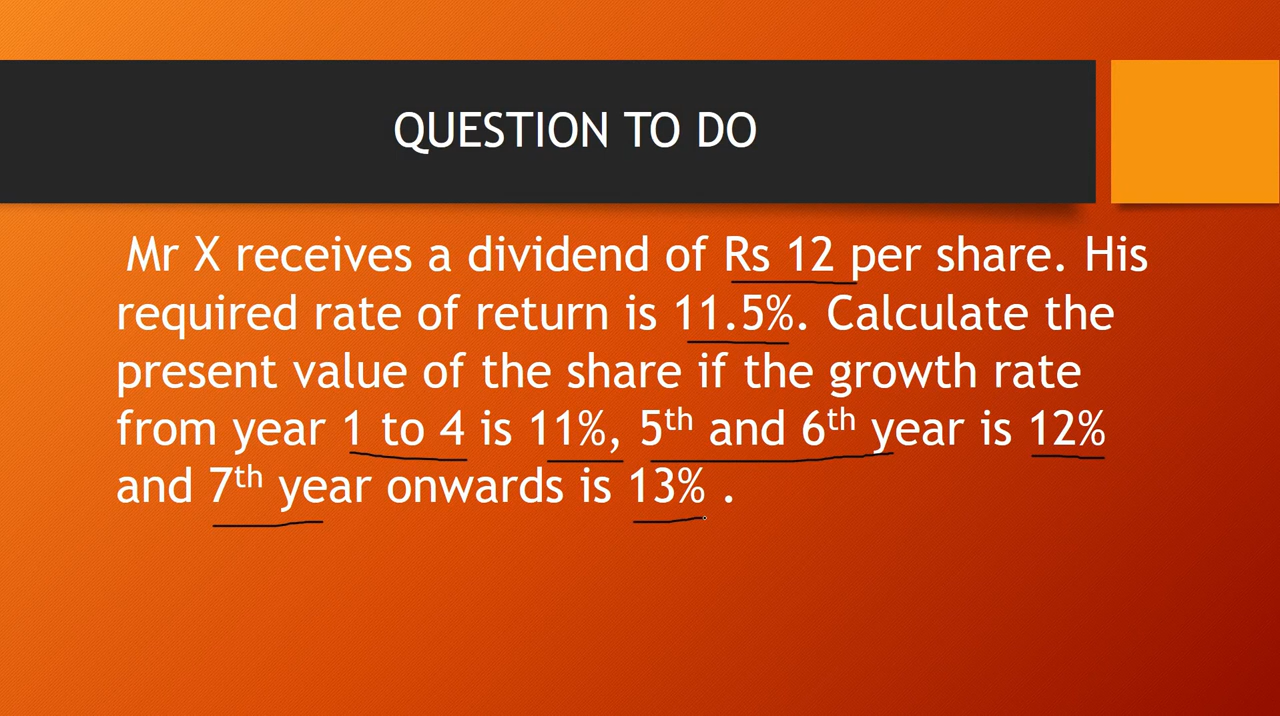 QUESTION TO DO
Mr X receives a dividend of Rs 12 per share. His
required rate of return is 11.5%. Calculate the
present value of the share if the growth rate
from year 1 to 4 is 11%, 5th and 6th year is 12%
and 7th year onwards is 13% .